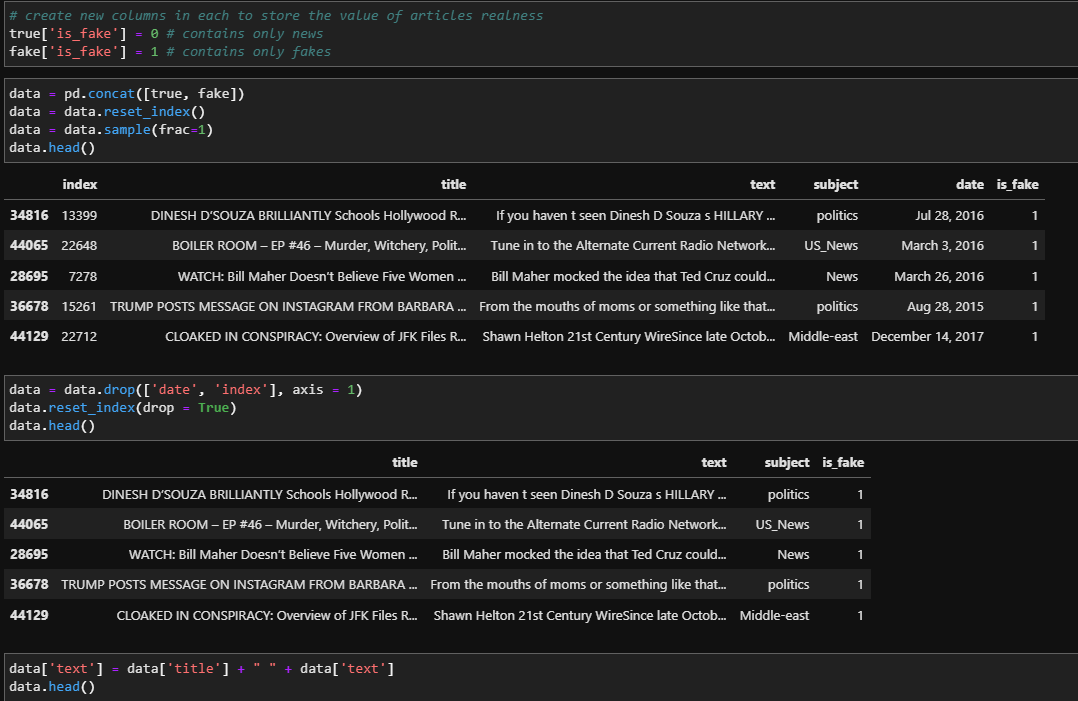 # create new columns in each to store the value of articles realness
true['is_fake'] = 0 # contains only news
fake['is_fake'] = 1 # contains only fakes
data = pd.concat([true, fake])
data = data.reset_index()
data = data.sample(frac=1)
data.head()
index title text subject date is_fake
34816 13399 DINESH D'SOUZA BRILLIANTLY Schools Hollywood R... If you haven t seen Dinesh D Souza s HILLARY ... politics Jul 28, 2016 1
44065 22648 BOILER ROOM – EP #46 – Murder, Witchery, Polit... Tune in to the Alternate Current Radio Network... US_News March 3, 2016 1
28695 7278 WATCH: Bill Maher Doesn't Believe Five Women ... Bill Maher mocked the idea that Ted Cruz could... News March 26, 2016 1
36678 15261 TRUMP POSTS MESSAGE ON INSTAGRAM FROM BARBARA ... From the mouths of moms or something like that... politics Aug 28, 2015 1
44129 22712 CLOAKED IN CONSPIRACY: Overview of JFK Files R... Shawn Helton 21st Century WireSince late Octob... Middle-east December 14, 2017 1
data = data.drop(['date', 'index'], axis = 1)
data.reset_index(drop = True)
data.head()
title text subject is_fake
34816 DINESH D'SOUZA BRILLIANTLY Schools Hollywood R... If you haven t seen Dinesh D Souza s HILLARY ... politics 1
44065 BOILER ROOM – EP #46 – Murder, Witchery, Polit... Tune in to the Alternate Current Radio Network... US_News 1
28695 WATCH: Bill Maher Doesn't Believe Five Women ... Bill Maher mocked the idea that Ted Cruz could... News 1
36678 TRUMP POSTS MESSAGE ON INSTAGRAM FROM BARBARA ... From the mouths of moms or something like that... politics 1
44129 CLOAKED IN CONSPIRACY: Overview of JFK Files R... Shawn Helton 21st Century WireSince late Octob... Middle-east 1
data['text'] = data['title'] + " " + data['text']
data.head()